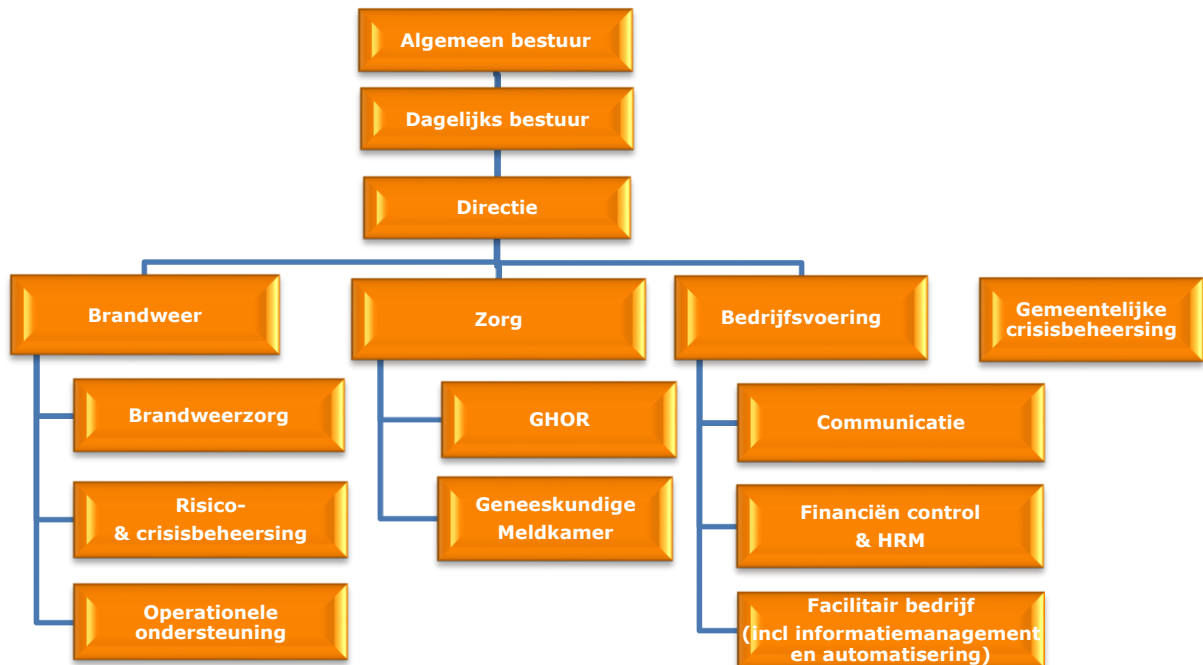 Algemeen bestuur
Dagelijks bestuur
Directie
Brandweer
Zorg
Bedrijfsvoering
Gemeentelijke
crisisbeheersing
Brandweerzorg
GHOR
Communicatie
Risico-
& crisisbeheersing
Geneeskundige
Meldkamer
Financiën control
& HRM
Operationele
ondersteuning
Facilitair bedrijf
(incl informatiemanagement
en automatisering)